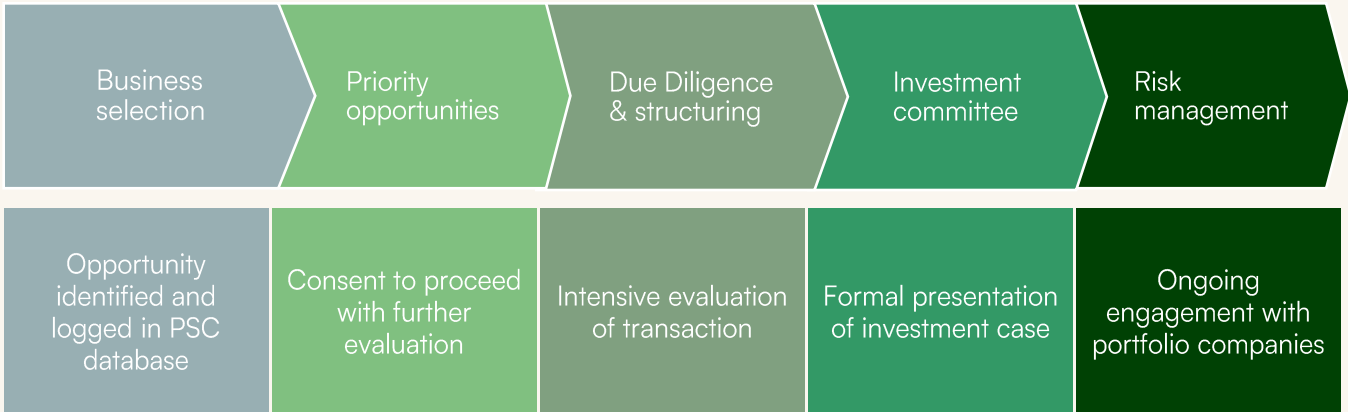 Business
selection
Priority
opportunities
Due Diligence
& structuring
Investment
committee
Risk
management
Opportunity
identified and
logged in PSC
database
Consent to proceed
with further
evaluation
Intensive evaluation
of transaction
Formal presentation
of investment case
Ongoing
engagement with
portfolio companies